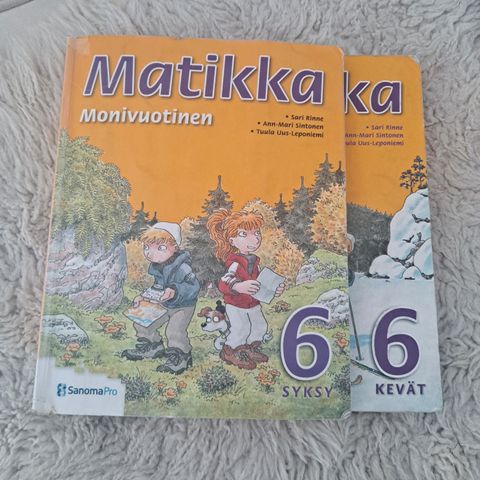 Matikka
Monivuotinen
• Sari Rinne
• Ann-Mari Sintonen
• Tuula Uus-Leponiemi
6
SYKSY
SanomaPro
ka
• Sari Rinne
Ann-Mari Sintonen
uula Uus-Leponiemi
6
KEVÄT